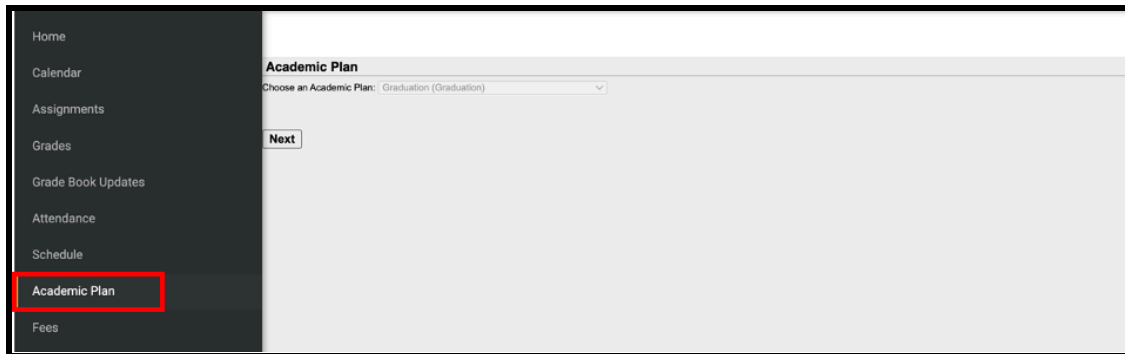 Home
Calendar
Assignments
Grades
Grade Book Updates
Attendance
Schedule
Academic Plan
Fees
Academic Plan
Choose an Academic Plan: Graduation (Graduation)
Next